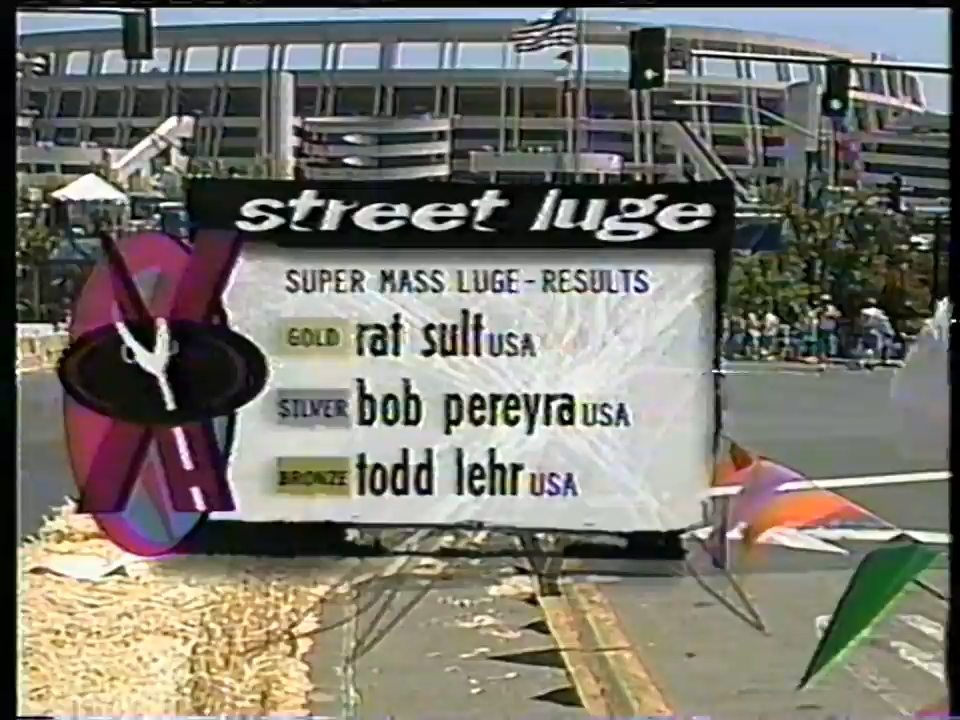 street luge
SUPER MASS LUGE-RESULTS
GOLD rat sult USA
SILVER bob pereyra USA
BRONZE todd lehr USA